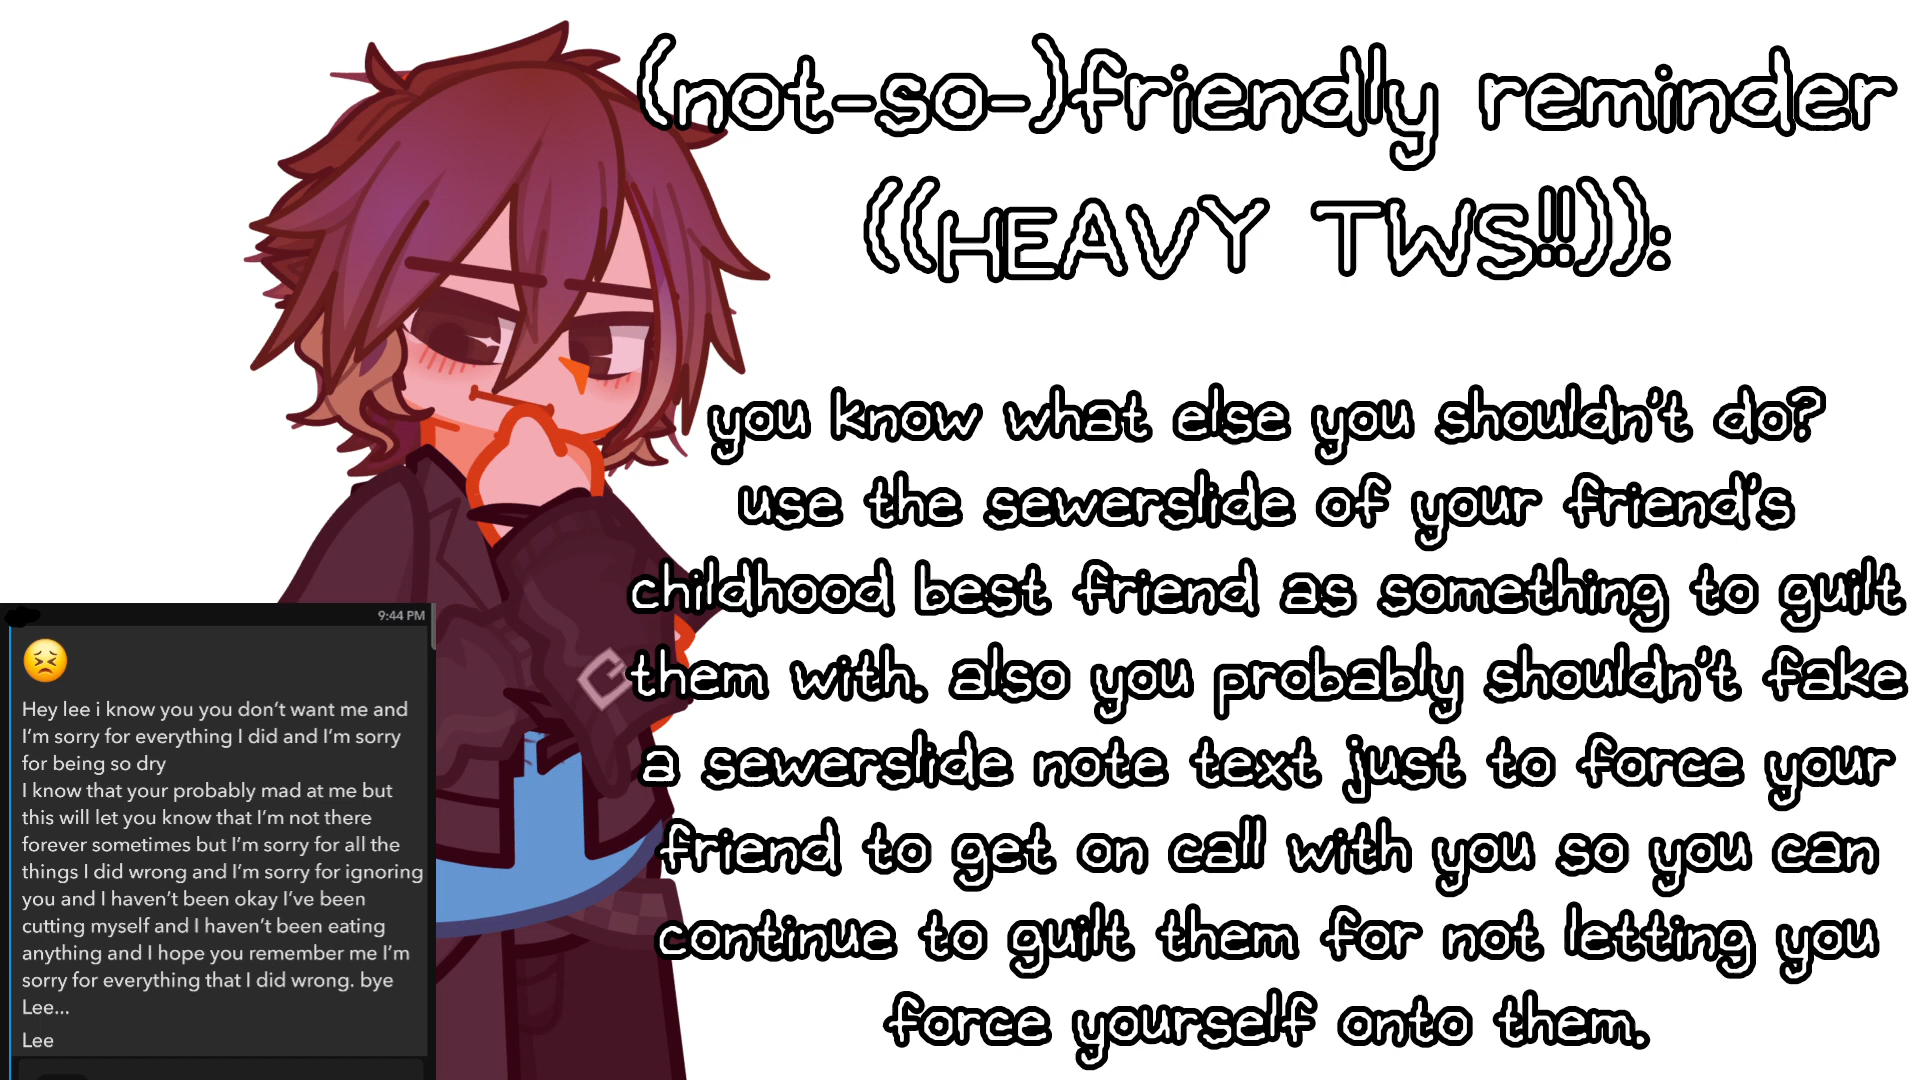 (not-so-)friendly reminder
((HEAVY TWS!!)):
you know what else you shouldn't do?
use the sewerslide of your friend's
childhood best friend as something to guilt
them with. also you probably shouldn't fake
a sewerslide note text just to force your
friend to get on call with you so you can
continue to guilt them for not letting you
force yourself onto them.
9:44 PM
Hey lee i know you you don't want me and
I'm sorry for everything I did and I'm sorry
for being so dry
I know that your probably mad at me but
this will let you know that I'm not there
forever sometimes but I'm sorry for all the
things I did wrong and I'm sorry for ignoring
you and I haven't been okay I've been
cutting myself and I haven't been eating
anything and I hope you remember me I'm
sorry for everything that I did wrong. bye
Lee...
Lee